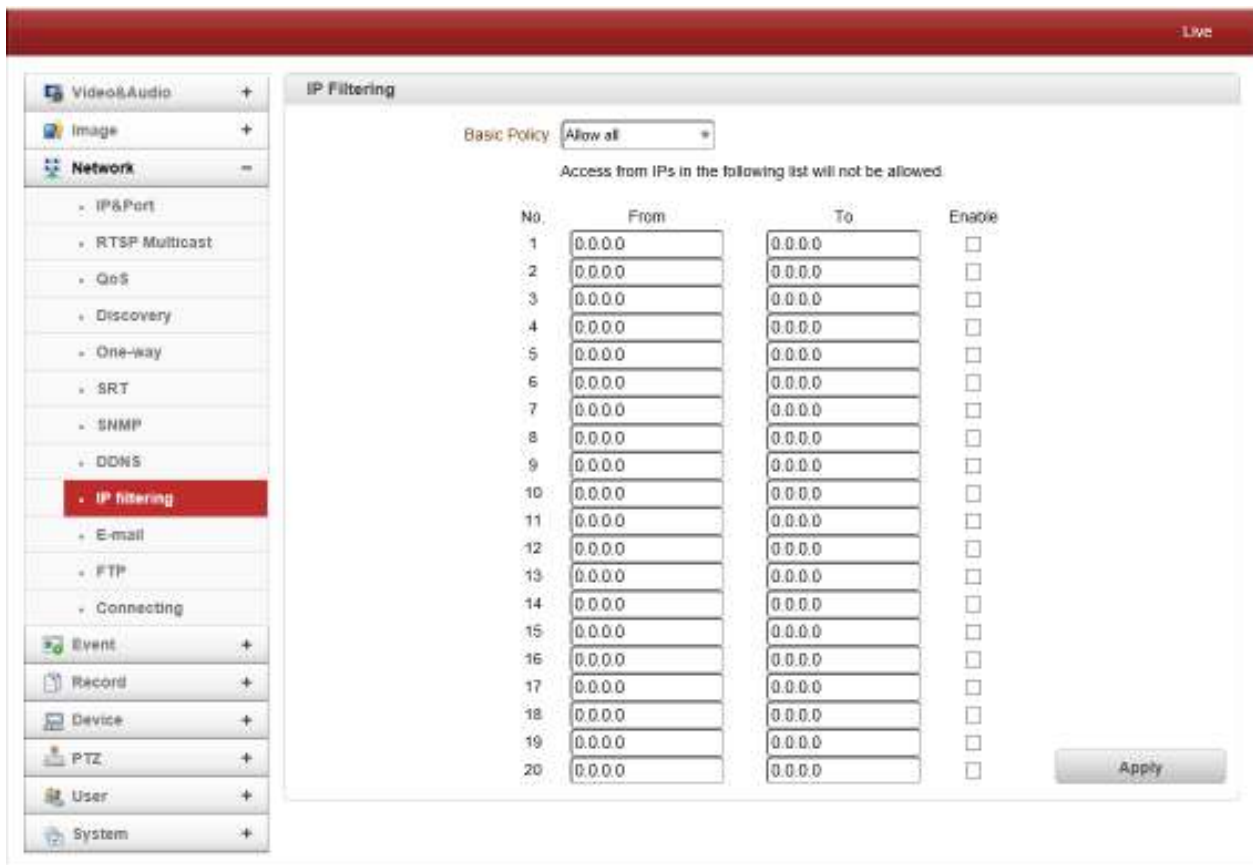 Live
Video&Audio +
Image +
Network -
IP&Port
RTSP Multicast
QoS
Discovery
One-way
SRT
SNMP
DDNS
IP filtering
E-mail
FTP
Connecting
Event +
Record +
Device +
PTZ +
User +
System +
IP Filtering
Basic Policy Allow all
Access from IPs in the following list will not be allowed.
No. From To Enable
1 0.0.0.0 0.0.0.0
2 0.0.0.0 0.0.0.0
3 0.0.0.0 0.0.0.0
4 0.0.0.0 0.0.0.0
5 0.0.0.0 0.0.0.0
6 0.0.0.0 0.0.0.0
7 0.0.0.0 0.0.0.0
8 0.0.0.0 0.0.0.0
9 0.0.0.0 0.0.0.0
10 0.0.0.0 0.0.0.0
11 0.0.0.0 0.0.0.0
12 0.0.0.0 0.0.0.0
13 0.0.0.0 0.0.0.0
14 0.0.0.0 0.0.0.0
15 0.0.0.0 0.0.0.0
16 0.0.0.0 0.0.0.0
17 0.0.0.0 0.0.0.0
18 0.0.0.0 0.0.0.0
19 0.0.0.0 0.0.0.0
20 0.0.0.0 0.0.0.0
Apply